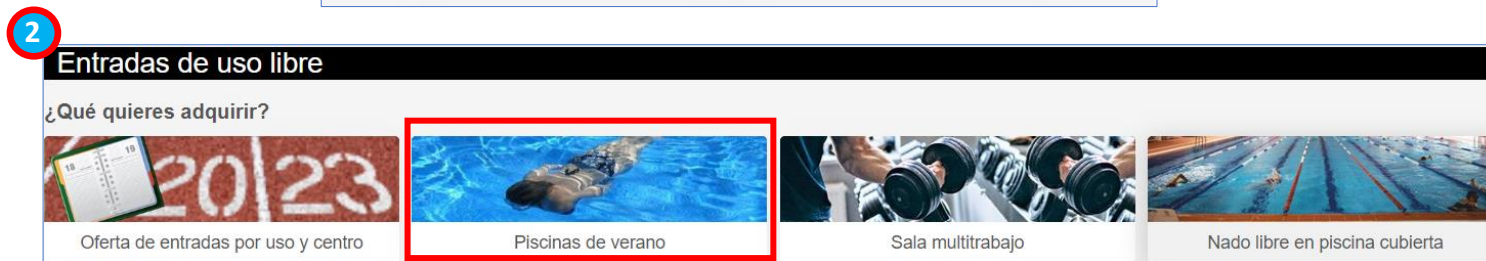 2
Entradas de uso libre
¿Qué quieres adquirir?
18 19
20 23
Oferta de entradas por uso y centro
Piscinas de verano
Sala multitrabajo
Nado libre en piscina cubierta